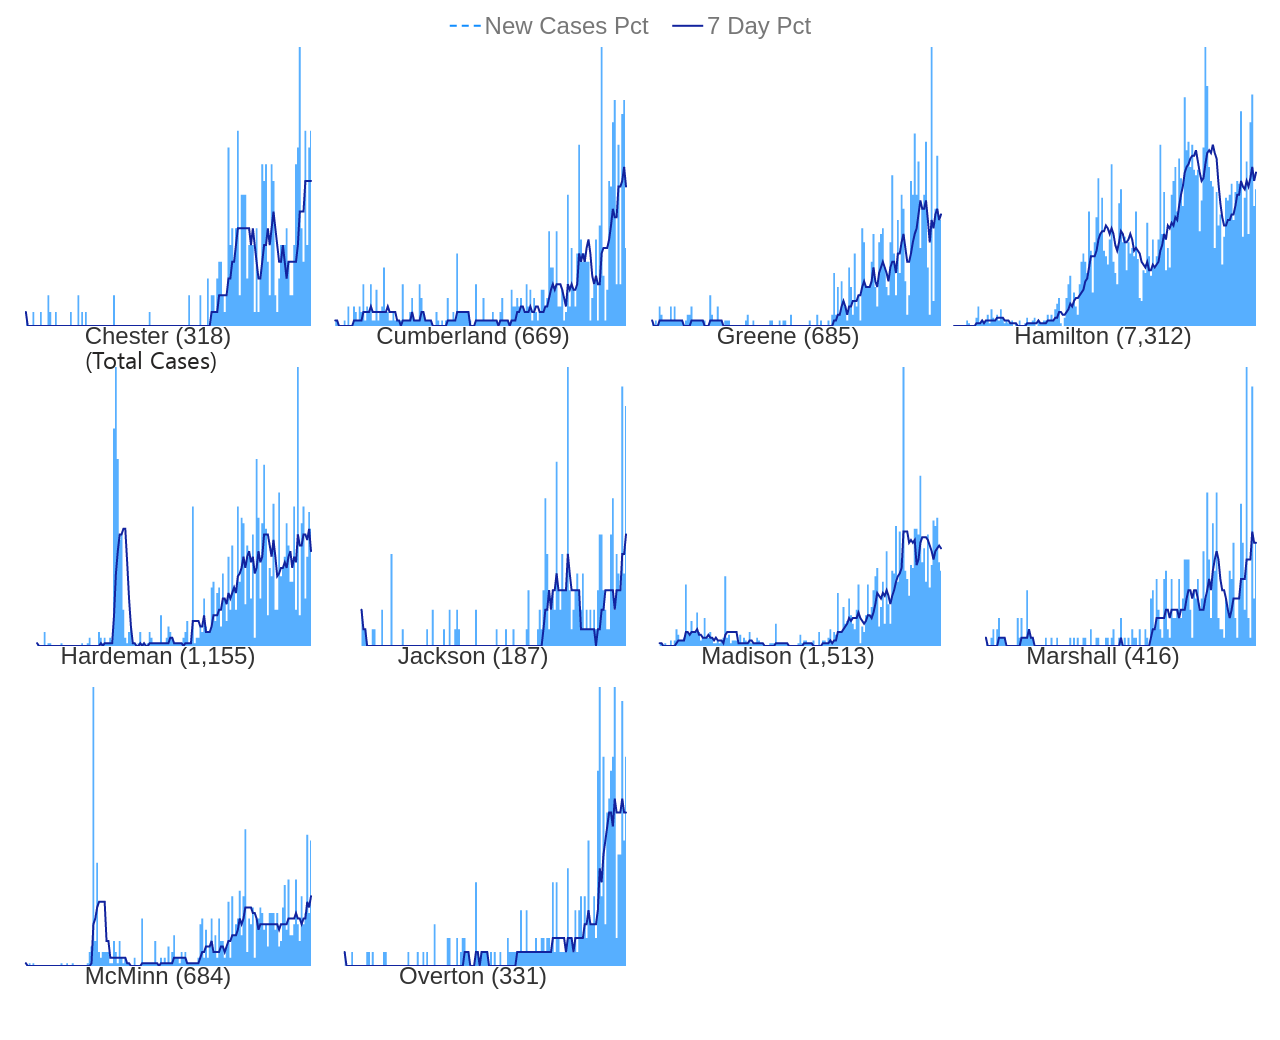 New Cases Pct 7 Day Pct
Chester (318)
(Total Cases)
Cumberland (669)
Greene (685)
Hamilton (7,312)
Hardeman (1,155)
Jackson (187)
Madison (1,513)
Marshall (416)
McMinn (684)
Overton (331)